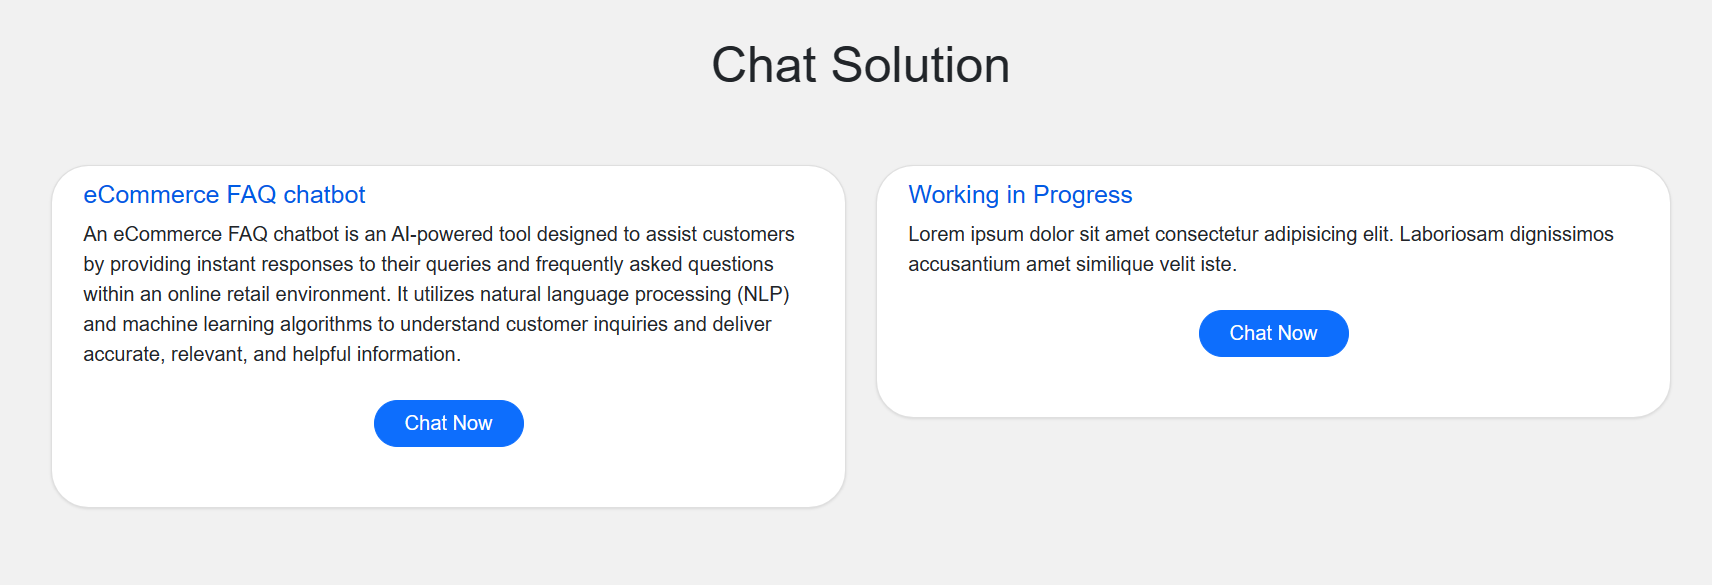 Chat Solution
eCommerce FAQ chatbot
An eCommerce FAQ chatbot is an AI-powered tool designed to assist customers
by providing instant responses to their queries and frequently asked questions
within an online retail environment. It utilizes natural language processing (NLP)
and machine learning algorithms to understand customer inquiries and deliver
accurate, relevant, and helpful information.
Chat Now
Working in Progress
Lorem ipsum dolor sit amet consectetur adipisicing elit. Laboriosam dignissimos
accusantium amet similique velit iste.
Chat Now